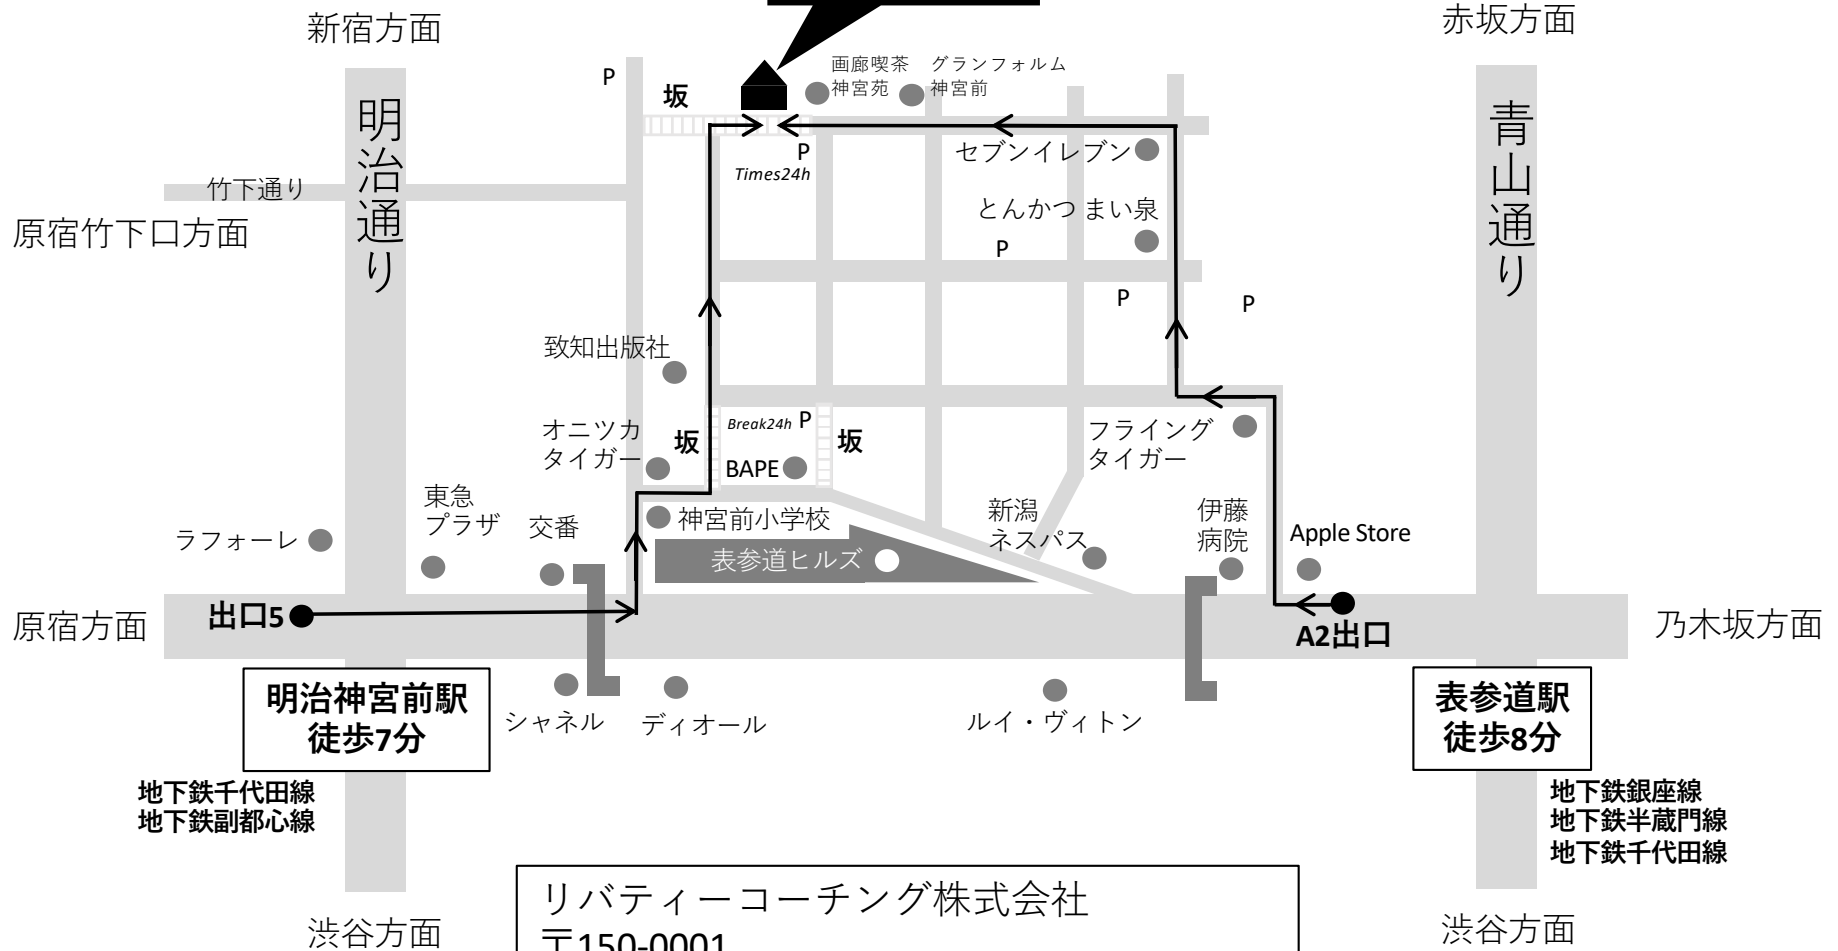 新宿方面
赤坂方面
明治通り
青山通り
P
坂
画廊喫茶
神宮苑
グランフォルム
神宮前
P
Times24h
セブンイレブン
竹下通り
原宿竹下口方面
とんかつ まい泉
P
P
P
致知出版社
オニツカ
タイガー
坂
Break24h P
坂
BAPE
フライング
タイガー
東急
プラザ
交番
ラフォーレ
神宮前小学校
表参道ヒルズ
新潟
ネスパス
伊藤
病院
Apple Store
原宿方面
出口5
A2出口
乃木坂方面
明治神宮前駅
徒歩7分
シャネル
ディオール
ルイ・ヴィトン
表参道駅
徒歩8分
地下鉄千代田線
地下鉄副都心線
地下鉄銀座線
地下鉄半蔵門線
地下鉄千代田線
渋谷方面
渋谷方面
リバティーコーチング株式会社
〒150-0001